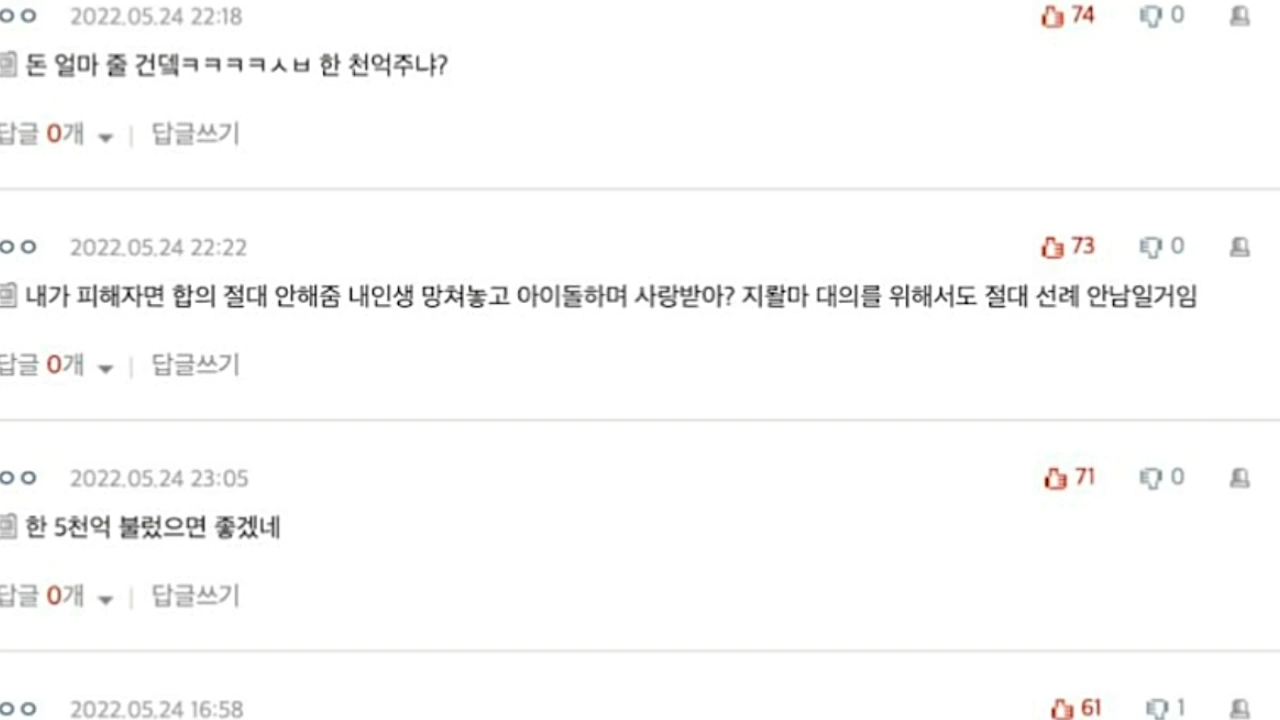 ㅇㅇ 2022.05.24 22:18 74 0
돈 얼마 줄 건뎈ㅋㅋㅋㅋㅅㅂ 한 천억주냐?
답글 0개 | 답글쓰기
ㅇㅇ 2022.05.24 22:22 73 0
내가 피해자면 합의 절대 안해줌 내인생 망쳐놓고 아이돌하며 사랑받아? 지롿마 대의를 위해서도 절대 선례 안남일거임
답글 0개 | 답글쓰기
ㅇㅇ 2022.05.24 23:05 71 0
한 5천억 불렀으면 좋겠네
답글 0개 | 답글쓰기
ㅇㅇ 2022.05.24 16:58 61 1